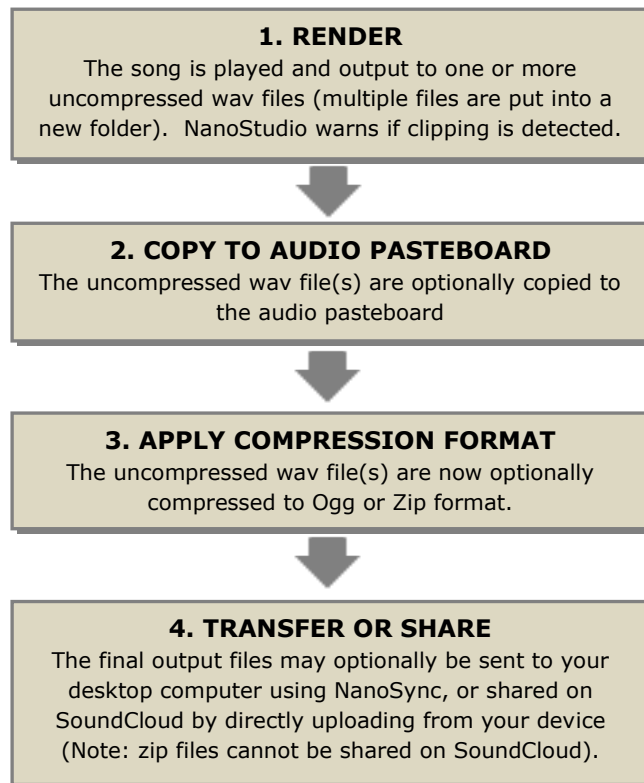 1. RENDER
The song is played and output to one or more
uncompressed wav files (multiple files are put into a
new folder). NanoStudio warns if clipping is detected.
2. COPY TO AUDIO PASTEBOARD
The uncompressed wav file(s) are optionally copied to
the audio pasteboard
3. APPLY COMPRESSION FORMAT
The uncompressed wav file(s) are now optionally
compressed to Ogg or Zip format.
4. TRANSFER OR SHARE
The final output files may optionally be sent to your
desktop computer using NanoSync, or shared on
SoundCloud by directly uploading from your device
(Note: zip files cannot be shared on SoundCloud).